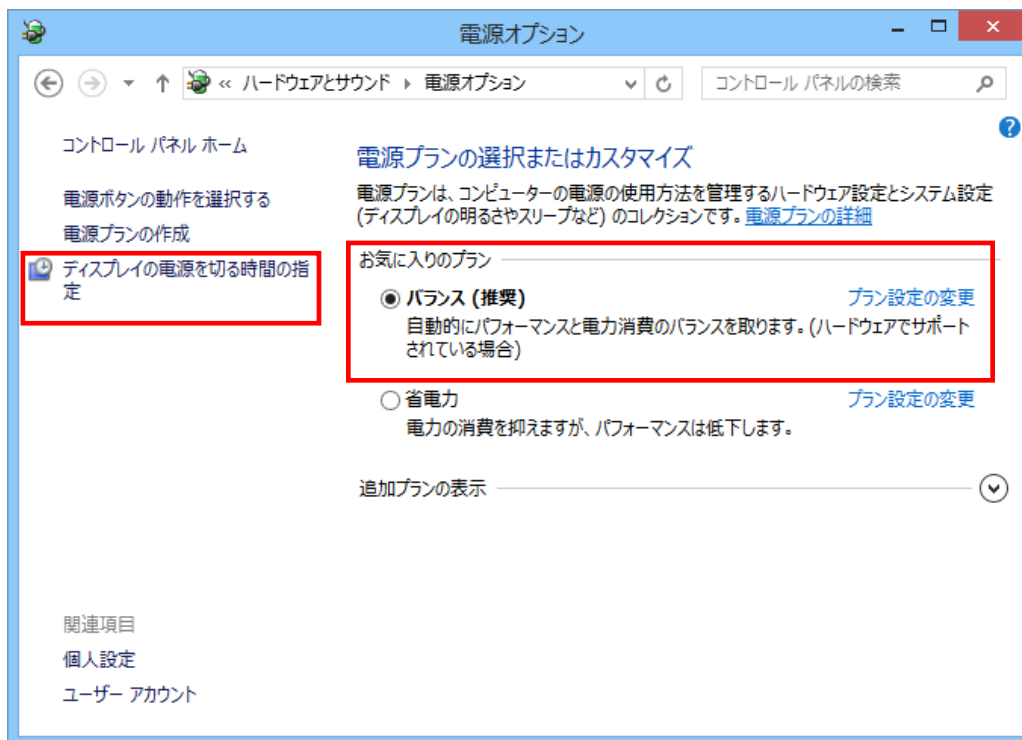 電源オプション
« ハードウェアとサウンド 電源オプション
コントロール パネルの検索
コントロール パネル ホーム
電源ボタンの動作を選択する
電源プランの作成
ディスプレイの電源を切る時間の指
定
電源プランの選択またはカスタマイズ
電源プランは、コンピューターの電源の使用方法を管理するハードウェア設定とシステム設定
(ディスプレイの明るさやスリープなど) のコレクションです。電源プランの詳細
お気に入りのプラン
バランス (推奨) プラン設定の変更
自動的にパフォーマンスと電力消費のバランスを取ります。(ハードウェアでサポート
されている場合)
省電力 プラン設定の変更
電力の消費を抑えますが、パフォーマンスは低下します。
追加プランの表示
関連項目
個人設定
ユーザー アカウント